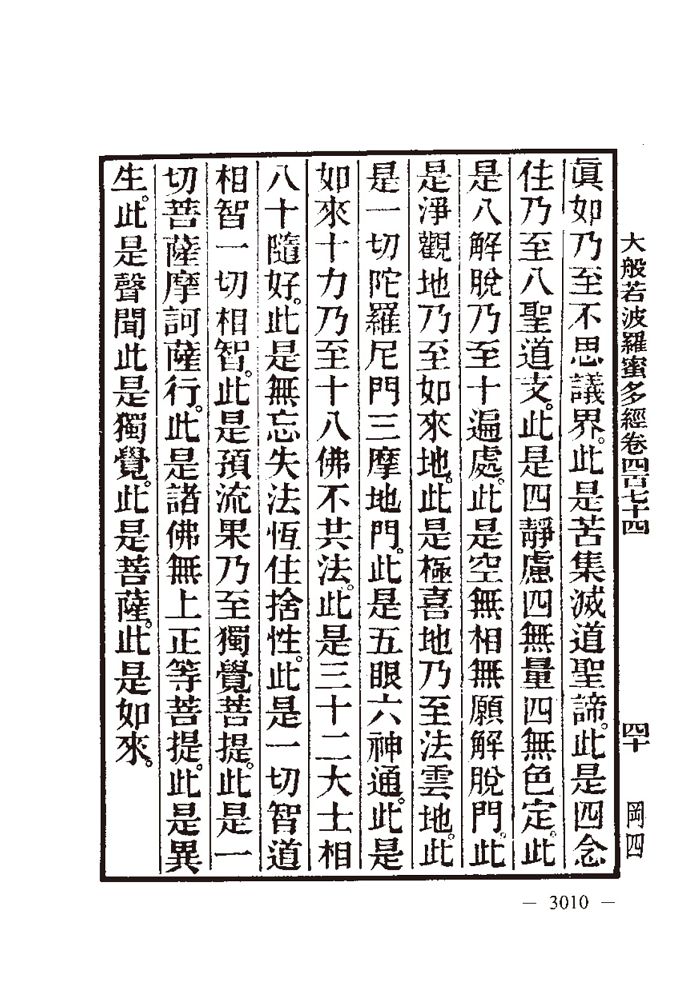 大般若波羅蜜多經卷四百七十四 四十 岡四
眞如乃至不思議界。此是苦集滅道聖諦。此是四念
住乃至八聖道支。此是四靜慮四無量四無色定。此
是八解脫乃至十遍處。此是空無相無願解脫門。此
是淨觀地乃至如來地。此是極喜地乃至法雲地。此
是一切陀羅尼門三摩地門。此是五眼六神通。此是
如來十力乃至十八佛不共法。此是三十二大士相
八十隨好。此是無忘失法恆住捨性。此是一切智道
相智一切相智。此是預流果乃至獨覺菩提。此是一
切菩薩摩訶薩行。此是諸佛無上正等菩提。此是異
生。此是聲聞此是獨覺。此是菩薩。此是如來。
— 3010 —